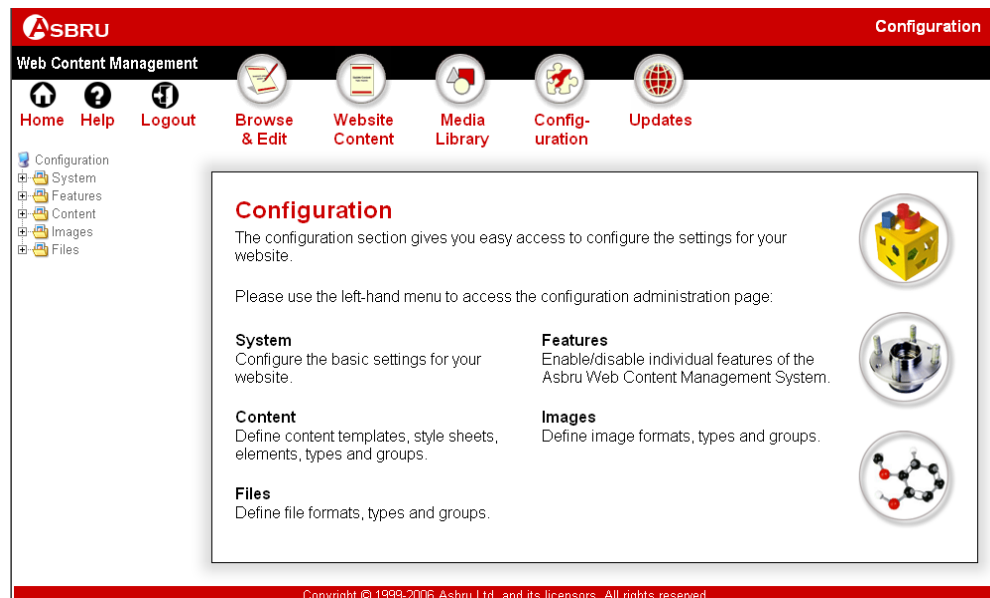 ASBRU
Configuration
Web Content Management
Home
Help
Logout
Browse
& Edit
Website
Content
Media
Library
Config-
uration
Updates
Configuration
System
Features
Content
Images
Files
Configuration
The configuration section gives you easy access to configure the settings for your
website.
Please use the left-hand menu to access the configuration administration page:
System
Configure the basic settings for your
website.
Features
Enable/disable individual features of the
Asbru Web Content Management System.
Content
Define content templates, style sheets,
elements, types and groups.
Images
Define image formats, types and groups.
Files
Define file formats, types and groups.
Copyright © 1999-2006 Asbru Ltd. and its licensors. All rights reserved.